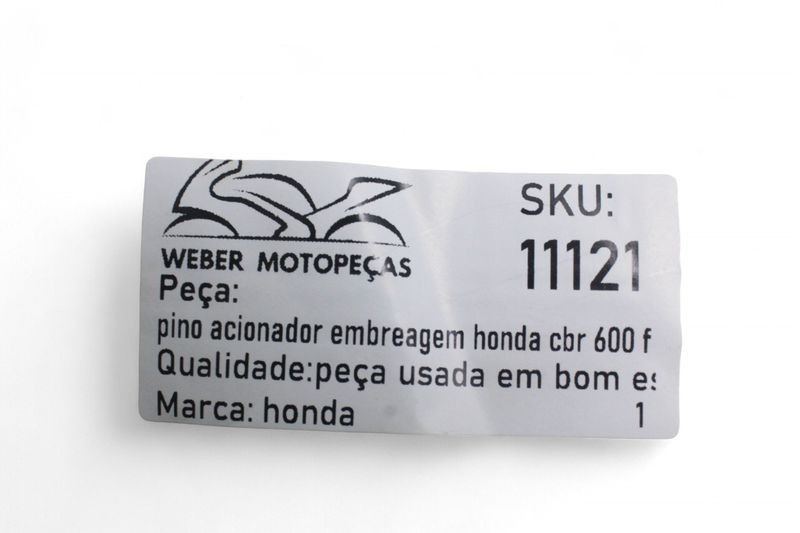 WEBER MOTOPEÇAS
SKU:
11121
Peça:
pino acionador embreagem honda cbr 600 f
Qualidade:peça usada em bom es
Marca: honda
1